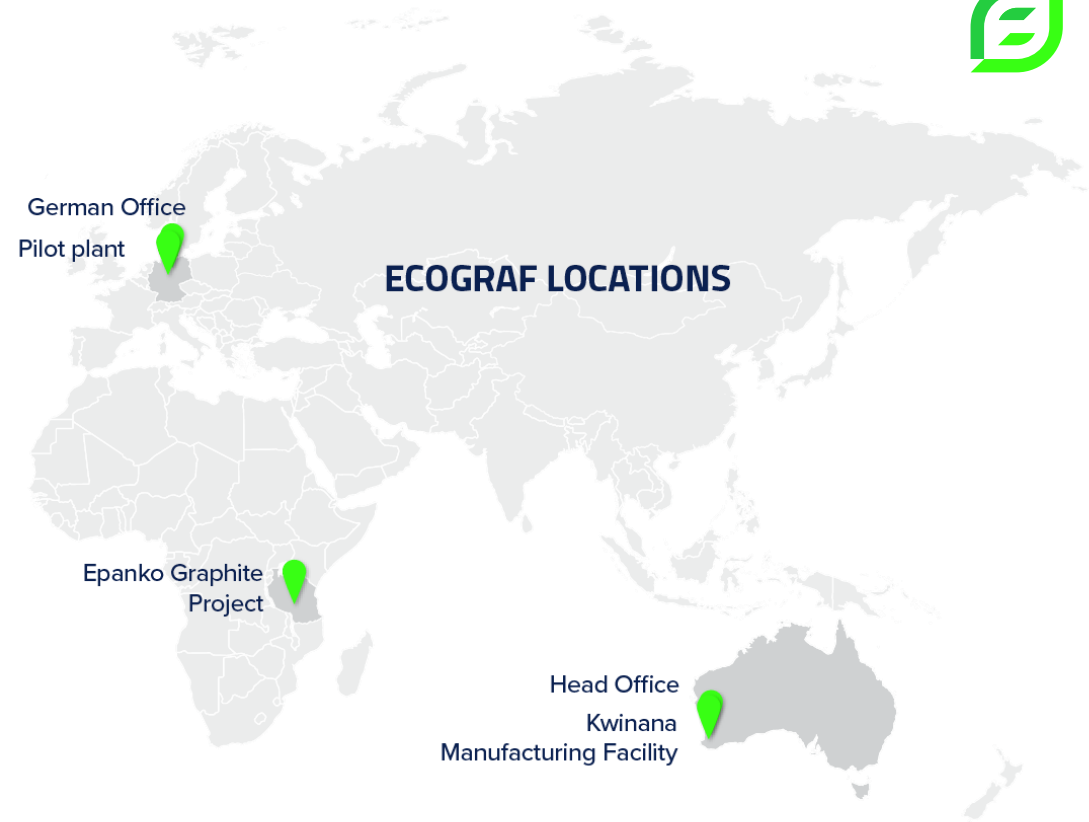 German Office
Pilot plant
ECOGRAF LOCATIONS
Epanko Graphite
Project
Head Office
Kwinana
Manufacturing Facility